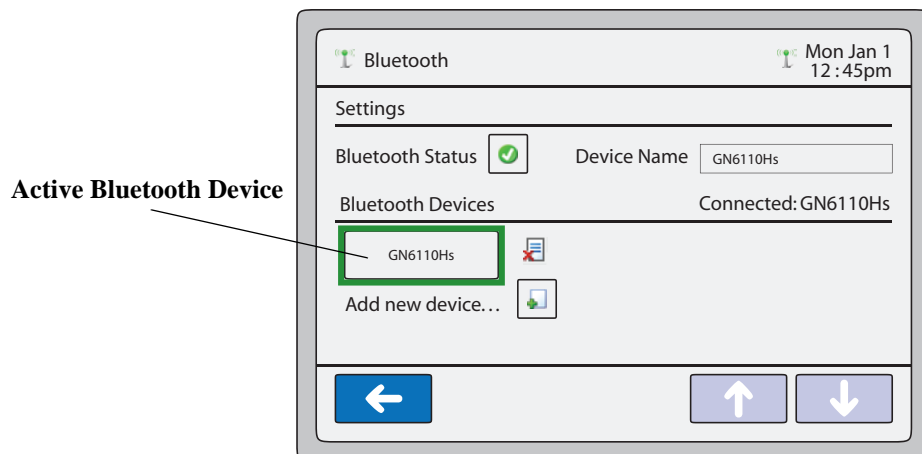 Bluetooth
Mon Jan 1
12:45pm
Settings
Bluetooth Status
Device Name
GN6110Hs
Active Bluetooth Device
Bluetooth Devices
Connected: GN6110Hs
GN6110Hs
Add new device...